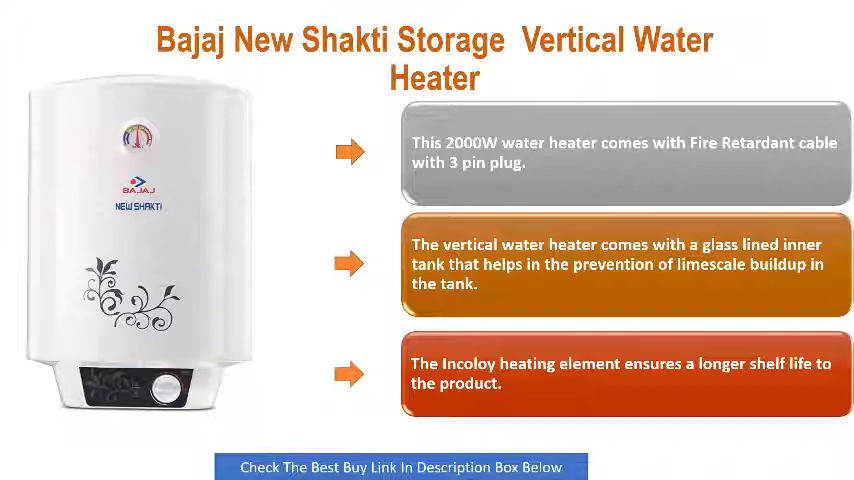 Bajaj New Shakti Storage Vertical Water
Heater
BAJAJ
NEW SHAKTI
This 2000W water heater comes with Fire Retardant cable
with 3 pin plug.
The vertical water heater comes with a glass lined inner
tank that helps in the prevention of limescale buildup in
the tank.
The Incoloy heating element ensures a longer shelf life to
the product.
Check The Best Buy Link In Description Box Below